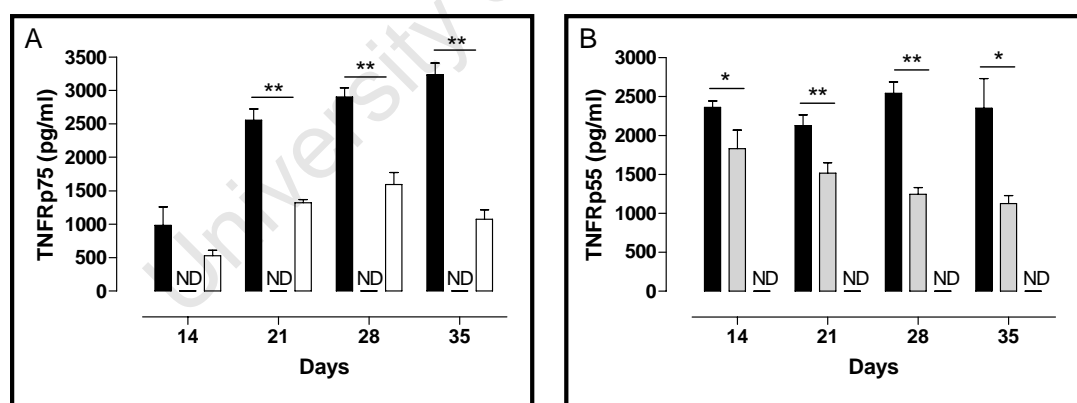 University
A
TNFRp75 (pg/ml)
3500
3000
2500
2000
1500
1000
500
0
** ** **
ND ND ND ND
14 21 28 35
Days
B
TNFRp55 (pg/ml)
3000
2500
2000
1500
1000
500
0
* ** ** *
ND ND ND ND
14 21 28 35
Days